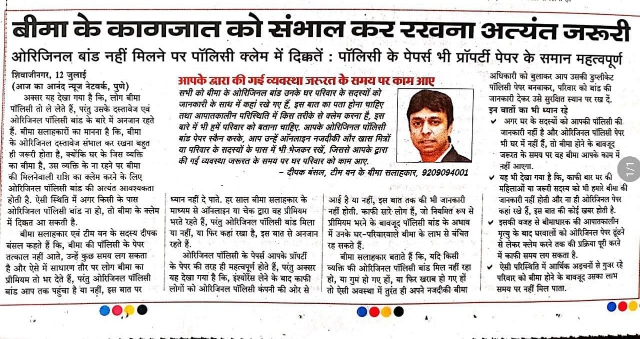 बीमा के कागजात को संभाल कर रखना अत्यंत जरूरी
ओरिजिनल बांड नहीं मिलने पर पॉलिसी क्लेम में दिक्कतें : पॉलिसी के पेपर्स भी प्रॉपर्टी पेपर के समान महत्वपूर्ण
शिवाजीनगर, 12 जुलाई
(आज का आनंद न्यूज नेटवर्क, पुणे)
अक्सर यह देखा गया है कि, लोग बीमा
पॉलिसी तो ले लेते हैं, परंतु उसके दस्तावेज एवं
ओरिजिनल पॉलिसी बांड के बारे में अनजान रहते
हैं. बीमा सलाहकारों का मानना है कि, बीमा
के ओरिजिनल दस्तावेज संभाल कर रखना बहुत
ही जरूरी होता है, क्योंकि घर के जिस व्यक्ति
का बीमा है, उस व्यक्ति के ना रहने पर बीमा
की मिलनेवाली राशि का क्लेम करने के लिए
ओरिजिनल पॉलिसी बांड की अत्यंत आवश्यकता
होती है. ऐसी स्थिति में अगर किसी के पास
ओरिजिनल पॉलिसी बांड ना हो, तो बीमा के क्लेम
में दिक्कत आ सकती है.
बीमा सलाहकार एवं टीम वन के सदस्य दीपक
बंसल कहते हैं कि, बीमा की पॉलिसी के पेपर
तत्काल नहीं आते, उन्हें कुछ समय लग सकता
है और ऐसे में साधारण तौर पर लोग बीमा का
प्रिमियम तो भर देते हैं, परंतु ओरिजिनल पॉलिसी
बांड आप तक पहुंचा है या नहीं, इस बात पर
आपके द्वारा की गई व्यवस्था जरूरत के समय पर काम आए
सभी को बीमा के ओरिजिनल बांड उनके घर परिवार के सदस्यों को
जानकारी के साथ कहां रखे गए हैं, इस बात का पता होना चाहिए
तथा आपातकालीन परिस्थिति में किस तरीके से क्लेम करना है, इस
बारे में भी हमें परिवार को बताना चाहिए. आपके ओरिजिनल पॉलिसी
बांड पेपर स्कैन करके, आप उन्हें ऑनलाइन नजदीकी और खास मित्रों
या परिवार के सदस्यों के पास में भी भेजकर रखें, जिससे आपके द्वारा
की गई व्यवस्था जरूरत के समय पर घर परिवार को काम आए.
- दीपक बंसल, टीम वन के बीमा सलाहकार, 9209094001
ध्यान नहीं दे पाते. हर साल बीमा सलाहकार के
माध्यम से ऑनलाइन या चेक द्वारा वह प्रीमियम
भरते रहते हैं, परंतु ओरिजिनल पॉलिसी बांड मिला
या नहीं, या फिर कहां रखा है, इस बात से अनजान
रहते हैं.
ओरिजिनल पॉलिसी के पेपर्स आपके प्रॉपर्टी
के पेपर की तरह ही महत्वपूर्ण होते हैं, परंतु अक्सर
यह देखा गया है कि, इंश्योरेंस लेने के बाद काफी
लोगों को ओरिजिनल पॉलिसी कंपनी की ओर से
आई है या नहीं, इस बात तक की भी जानकारी
नहीं होती. काफी सारे लोग हैं, जो नियमित रूप से
प्रीमियम भरने के बावजूद पॉलिसी बांड के अभाव
में उनके घर-परिवारवाले बीमा के लाभ से वंचित
रह सकते हैं.
बीमा सलाहकार बताते हैं कि, यदि किसी
व्यक्ति की ओरिजिनल पॉलिसी बांड मिल नहीं रहा
हो, या गुम हो गए हों, या फिर खराब हो गए हों
तो ऐसी अवस्था में तुरंत ही अपने नजदीकी बीमा
अधिकारी को बुलाकर आप उसकी डुप्लीकेट
पॉलिसी पेपर बनवाकर, परिवार को बांड की
जानकारी देकर उसे सुरक्षित स्थान पर रख दें.
इन बातों का भी ध्यान रखें
✓ अगर घर के सदस्यों को आपकी पॉलिसी की
जानकारी नहीं है और ओरिजिनल पॉलिसी पेपर
भी घर में नहीं हैं, तो बीमा होने के बावजूद
जरूरत के समय पर वह बीमा आपके काम में
नहीं आएगा.
✓ यह भी देखा गया है कि, काफी बार घर की
महिलाओं या जरूरी सदस्य को भी हमारे बीमा की
जानकारी नहीं होती और ना ही ओरिजिनल पेपर
कहां रखे हैं, इस बात की कोई खबर होती है.
✓ इसकी वजह से बीमाधारक की आपातकालीन
मृत्यु के बाद घरवालों को ओरिजिनल पेपर ढूंढने
से लेकर क्लेम करने तक की प्रक्रिया पूरी करने
में काफी समय लग सकता है.
✓ ऐसी परिस्थिति में आर्थिक अड़चनों से गुजर रहे
परिवार को बीमा होने के बावजूद उसका लाभ
समय पर नहीं मिल पाता.
1/1